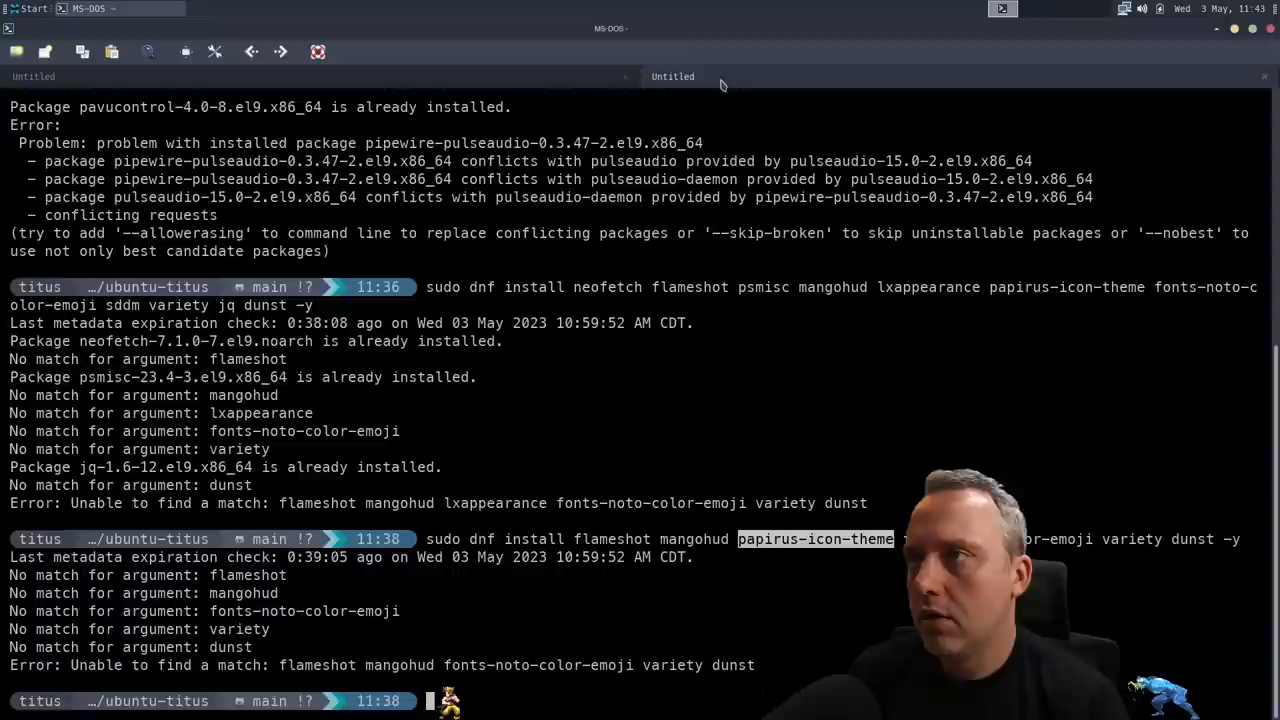 Start MS-DOS ~ Wed 3 May, 11:43
MS-DOS ~
Untitled Untitled
Package pavucontrol-4.0-8.el9.x86_64 is already installed.
Error:
Problem: problem with installed package pipewire-pulseaudio-0.3.47-2.el9.x86_64
- package pipewire-pulseaudio-0.3.47-2.el9.x86_64 conflicts with pulseaudio provided by pulseaudio-15.0-2.el9.x86_64
- package pipewire-pulseaudio-0.3.47-2.el9.x86_64 conflicts with pulseaudio-daemon provided by pulseaudio-15.0-2.el9.x86_64
- package pulseaudio-15.0-2.el9.x86_64 conflicts with pulseaudio-daemon provided by pipewire-pulseaudio-0.3.47-2.el9.x86_64
- conflicting requests
(try to add '--allowerasing' to command line to replace conflicting packages or '--skip-broken' to skip uninstallable packages or '--nobest' to
use not only best candidate packages)
titus …/ubuntu-titus main !? 11:36 sudo dnf install neofetch flameshot psmisc mangohud lxappearance papirus-icon-theme fonts-noto-c
olor-emoji sddm variety jq dunst -y
Last metadata expiration check: 0:38:08 ago on Wed 03 May 2023 10:59:52 AM CDT.
Package neofetch-7.1.0-7.el9.noarch is already installed.
No match for argument: flameshot
Package psmisc-23.4-3.el9.x86_64 is already installed.
No match for argument: mangohud
No match for argument: lxappearance
No match for argument: fonts-noto-color-emoji
No match for argument: variety
Package jq-1.6-12.el9.x86_64 is already installed.
No match for argument: dunst
Error: Unable to find a match: flameshot mangohud lxappearance fonts-noto-color-emoji variety dunst
titus …/ubuntu-titus main !? 11:38 sudo dnf install flameshot mangohud papirus-icon-theme or-emoji variety dunst -y
Last metadata expiration check: 0:39:05 ago on Wed 03 May 2023 10:59:52 AM CDT.
No match for argument: flameshot
No match for argument: mangohud
No match for argument: fonts-noto-color-emoji
No match for argument: variety
No match for argument: dunst
Error: Unable to find a match: flameshot mangohud fonts-noto-color-emoji variety dunst
titus …/ubuntu-titus main !? 11:38